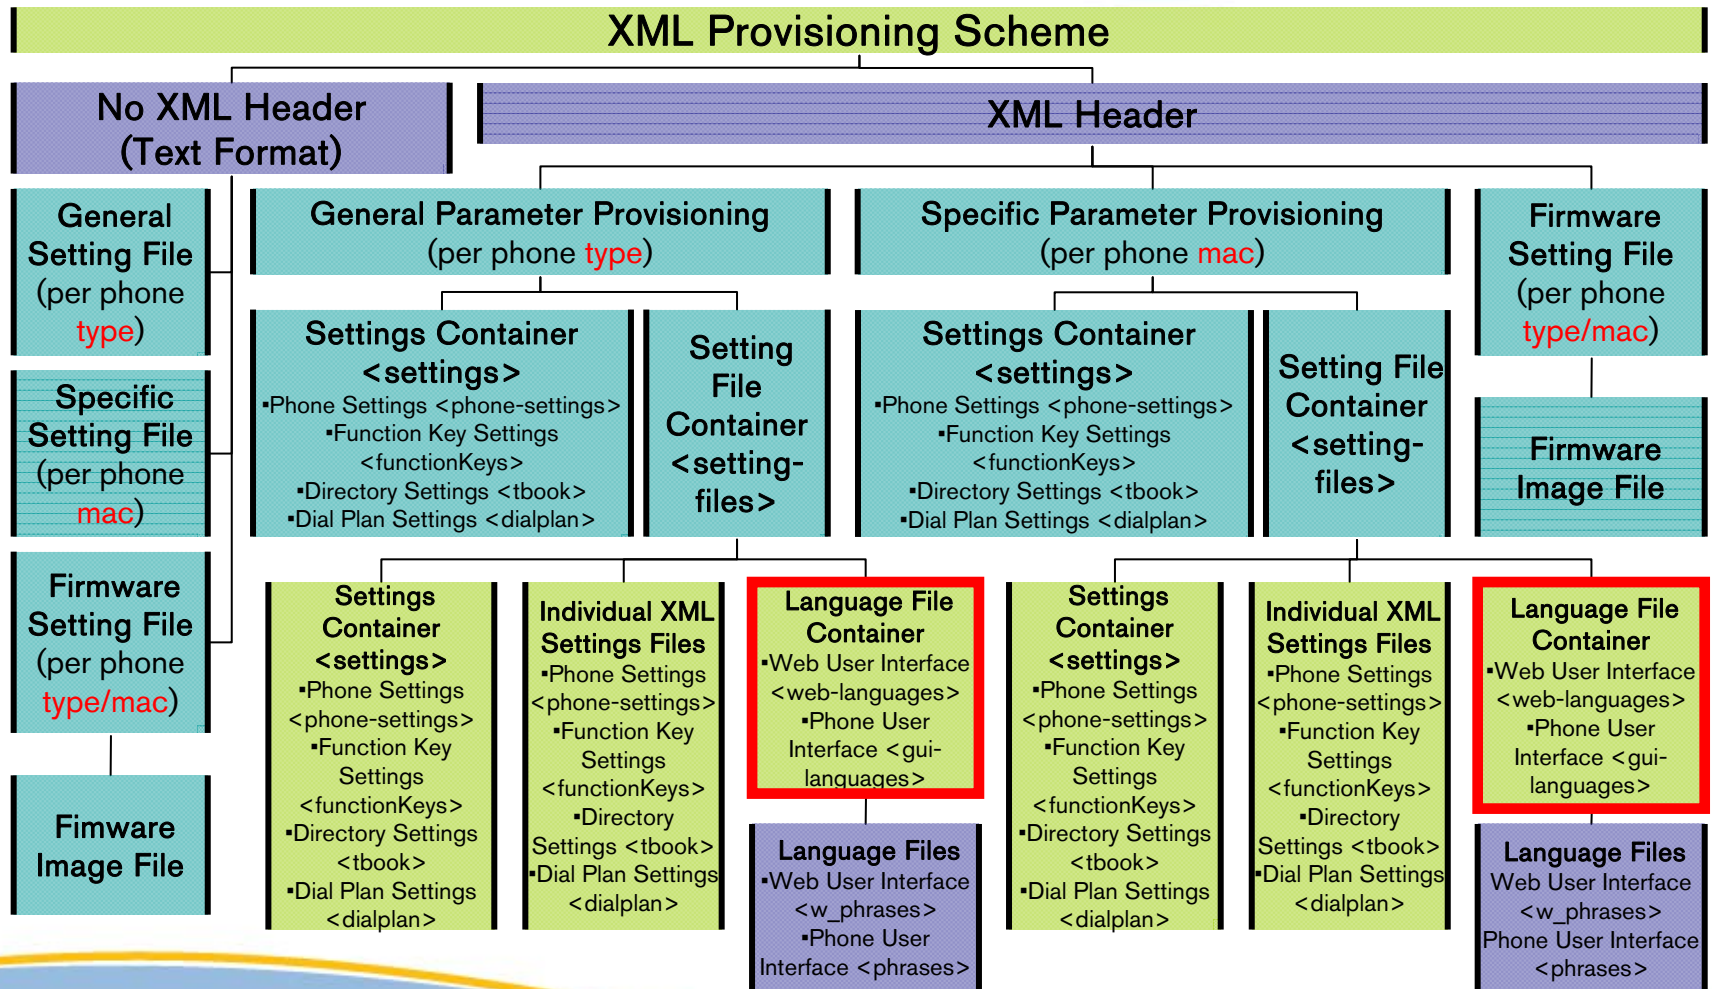 XML Provisioning Scheme
No XML Header
(Text Format)
XML Header
General
Setting File
(per phone
type)
Specific
Setting File
(per phone
mac)
Firmware
Setting File
(per phone
type/mac)
Fimware
Image File
General Parameter Provisioning
(per phone type)
Settings Container
<settings>
▪Phone Settings <phone-settings>
▪Function Key Settings
<functionKeys>
▪Directory Settings <tbook>
▪Dial Plan Settings <dialplan>
Setting
File
Container
<setting-
files>
Settings
Container
<settings>
▪Phone Settings
<phone-settings>
▪Function Key
Settings
<functionKeys>
▪Directory Settings
<tbook>
▪Dial Plan Settings
<dialplan>
Individual XML
Settings Files
▪Phone Settings
<phone-settings>
▪Function Key
Settings
<functionKeys>
▪Directory
Settings <tbook>
▪Dial Plan Settings
<dialplan>
Language File
Container
▪Web User Interface
<web-languages>
▪Phone User
Interface <gui-
languages>
Language Files
▪Web User Interface
<w_phrases>
▪Phone User
Interface <phrases>
Specific Parameter Provisioning
(per phone mac)
Settings Container
<settings>
▪Phone Settings <phone-settings>
▪Function Key Settings
<functionKeys>
▪Directory Settings <tbook>
▪Dial Plan Settings <dialplan>
Setting File
Container
<setting-
files>
Settings
Container
<settings>
▪Phone Settings
<phone-settings>
▪Function Key
Settings
<functionKeys>
▪Directory Settings
<tbook>
▪Dial Plan Settings
<dialplan>
Individual XML
Settings Files
▪Phone Settings
<phone-settings>
▪Function Key
Settings
<functionKeys>
▪Directory
Settings <tbook>
▪Dial Plan Settings
<dialplan>
Language File
Container
▪Web User Interface
<web-languages>
▪Phone User
Interface <gui-
languages>
Language Files
Web User Interface
<w_phrases>
Phone User Interface
<phrases>
Firmware
Setting File
(per phone
type/mac)
Firmware
Image File